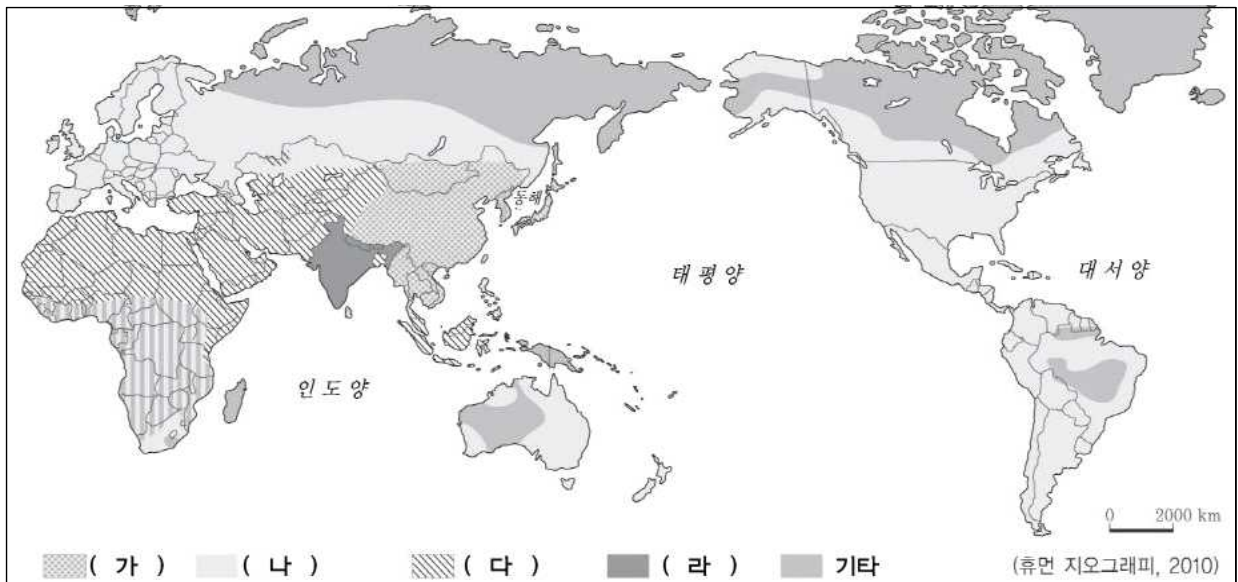 동해
태평양
대서양
인도양
0 2000 km
( 가 ) ( 나 ) ( 다 ) ( 라 ) 기타 (휴먼 지오그래피, 2010)